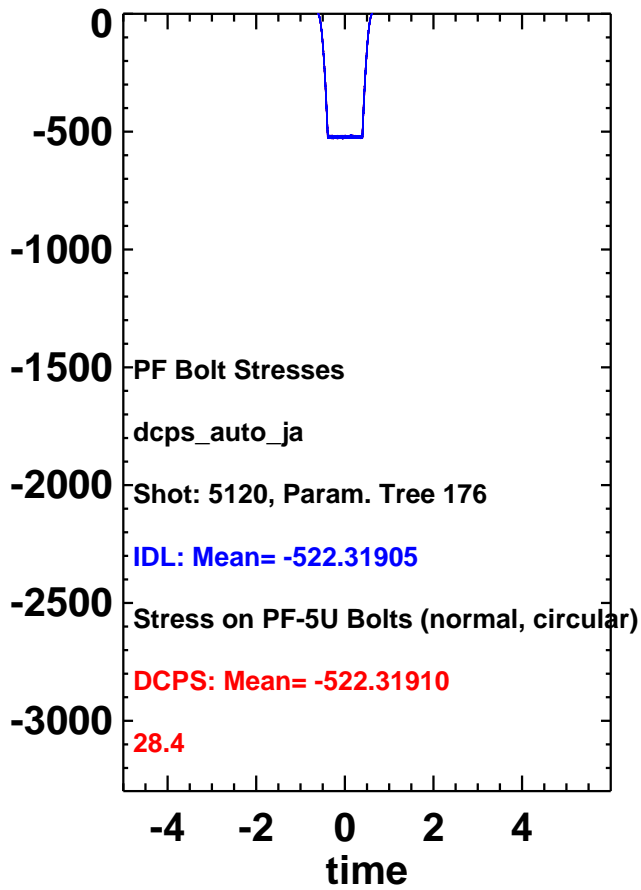 0
-500
-1000
-1500
PF Bolt Stresses
dcps_auto_ja
-2000
Shot: 5120, Param. Tree 176
IDL: Mean= -522.31905
-2500
Stress on PF-5U Bolts (normal, circular)
DCPS: Mean= -522.31910
-3000
28.4
-4 -2 0 2 4
time